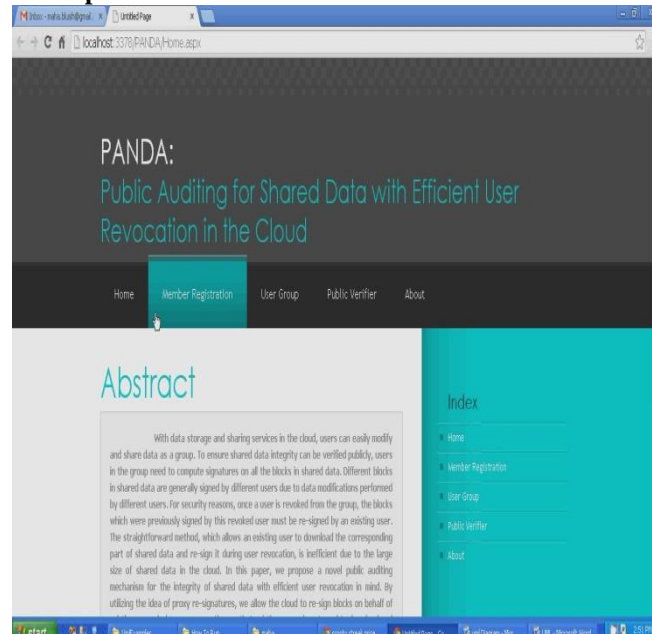 Inbox - maha.blush@gmail. x
Untitled Page x
localhost:3378/PANDA/Home.aspx
PANDA:
Public Auditing for Shared Data with Efficient User
Revocation in the Cloud
Home Member Registration User Group Public Verifier About
Abstract
With data storage and sharing services in the cloud, users can easily modify
and share data as a group. To ensure shared data integrity can be verified publicly, users
in the group need to compute signatures on all the blocks in shared data. Different blocks
in shared data are generally signed by different users due to data modifications performed
by different users. For security reasons, once a user is revoked from the group, the blocks
which were previously signed by this revoked user must be re-signed by an existing user.
The straightforward method, which allows an existing user to download the corresponding
part of shared data and re-sign it during user revocation, is inefficient due to the large
size of shared data in the cloud. In this paper, we propose a novel public auditing
mechanism for the integrity of shared data with efficient user revocation in mind. By
utilizing the idea of proxy re-signatures, we allow the cloud to re-sign blocks on behalf of
Index
Home
Member Registration
User Group
Public Verifier
About
start
Untitled Page
2:51 PM